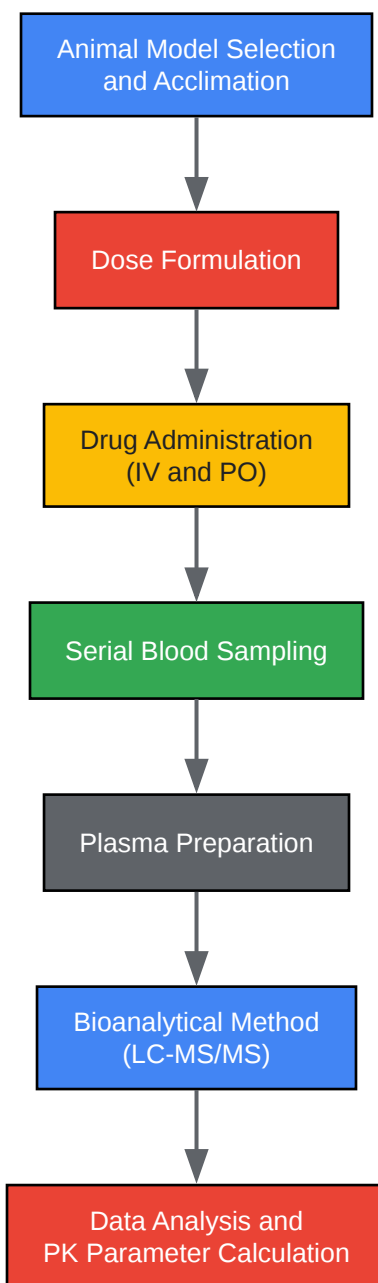 Animal Model Selection
and Acclimation
Dose Formulation
Drug Administration
(IV and PO)
Serial Blood Sampling
Plasma Preparation
Bioanalytical Method
(LC-MS/MS)
Data Analysis and
PK Parameter Calculation